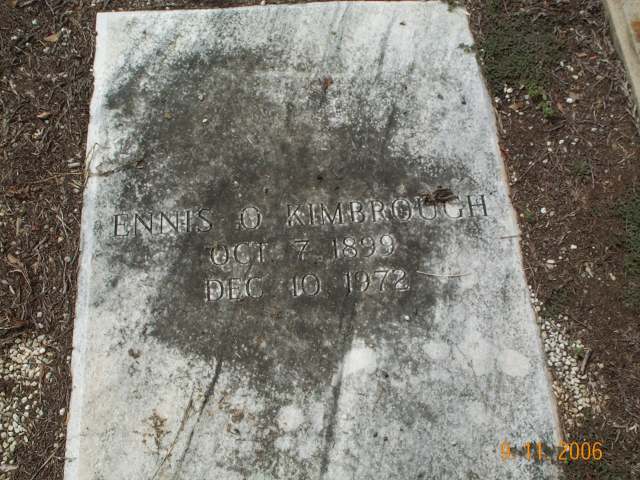 ENNIS O KIMBROUGH
OCT. 7, 1899
DEC 10, 1972
9 11 2006